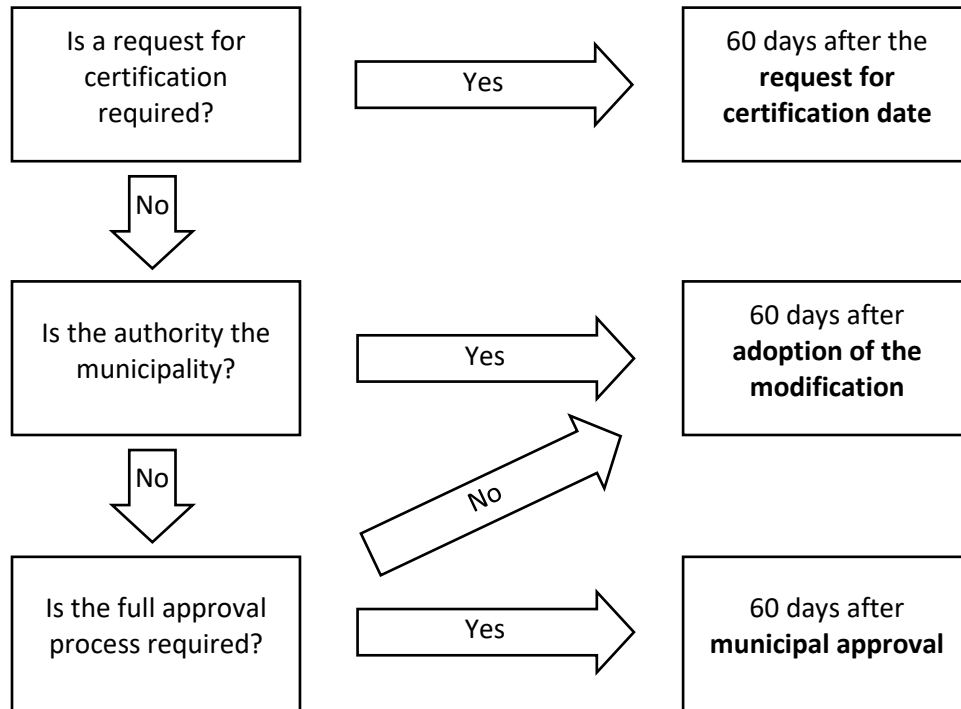 Is a request for
certification
required?
Yes
60 days after the
request for
certification date
No
Is the authority the
municipality?
Yes
60 days after
adoption of the
modification
No
No
Is the full approval
process required?
Yes
60 days after
municipal approval